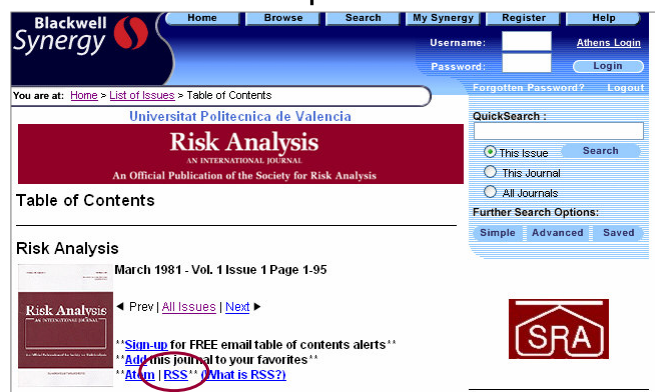 Blackwell
Synergy
Home Browse Search My Synergy Register Help
Username: Athens Login
Password: Login
Forgotten Password? Logout
You are at: Home > List of Issues > Table of Contents
Universitat Politecnica de Valencia
Risk Analysis
AN INTERNATIONAL JOURNAL
An Official Publication of the Society for Risk Analysis
QuickSearch :
This Issue Search
This Journal
All Journals
Further Search Options:
Simple Advanced Saved
Table of Contents
Risk Analysis
March 1981 - Vol. 1 Issue 1 Page 1-95
Risk Analysis
AN INTERNATIONAL JOURNAL
◄ Prev | All Issues | Next ►
**Sign-up for FREE email table of contents alerts**
**Add this journal to your favorites**
**Atom | RSS** (What is RSS?)
SRA